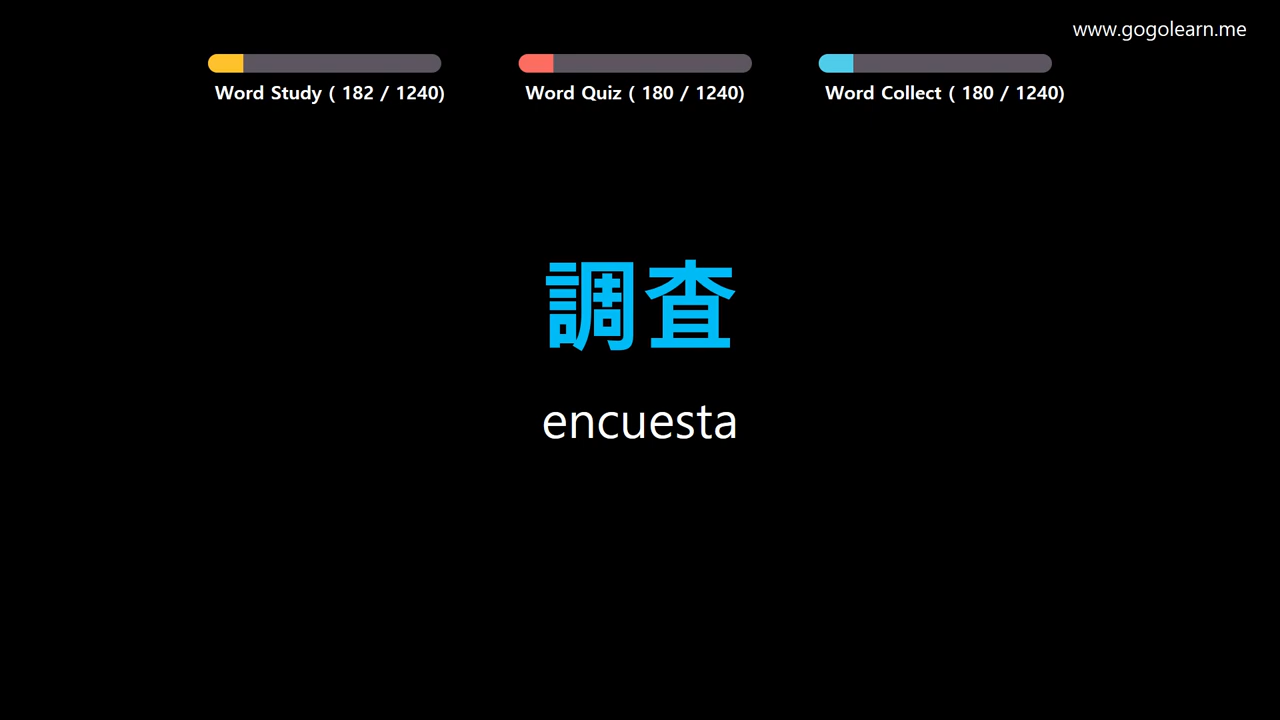 www.gogolearn.me
Word Study ( 182 / 1240)
Word Quiz ( 180 / 1240)
Word Collect ( 180 / 1240)
調査
encuesta